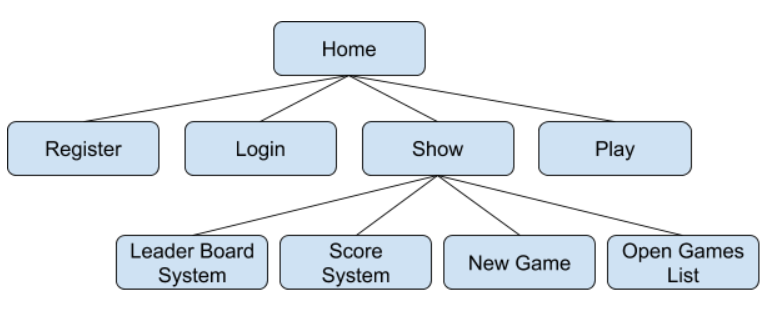 Home
Register
Login
Show
Play
Leader Board
System
Score
System
New Game
Open Games
List